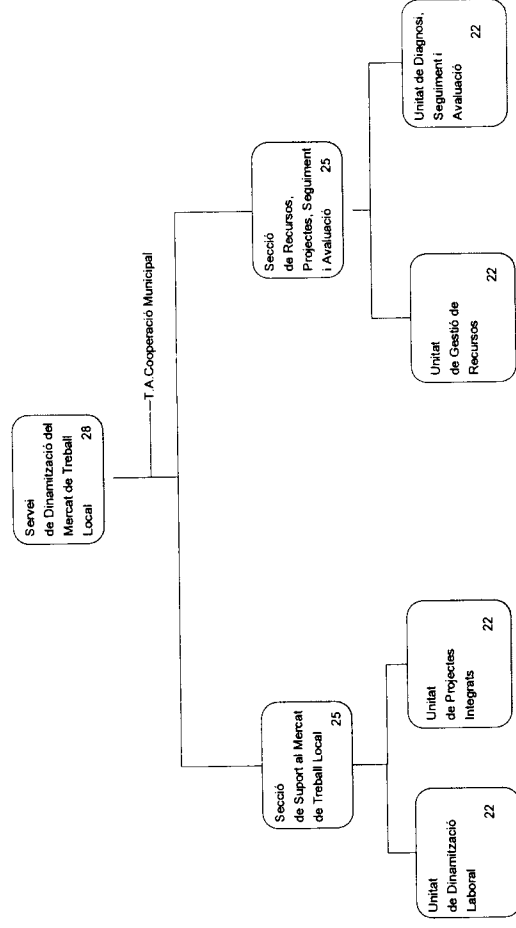 Servei
de Dinamització del
Mercat de Treball
Local 28
T.A.Cooperació Municipal
Secció
de Suport al Mercat
de Treball Local
25
Secció
de Recursos,
Projectes, Seguiment
i Avaluació 25
Unitat
de Dinamització
Laboral
22
Unitat
de Projectes
Integrats
22
Unitat
de Gestió de
Recursos
22
Unitat de Diagnosi,
Seguiment i
Avaluació
22